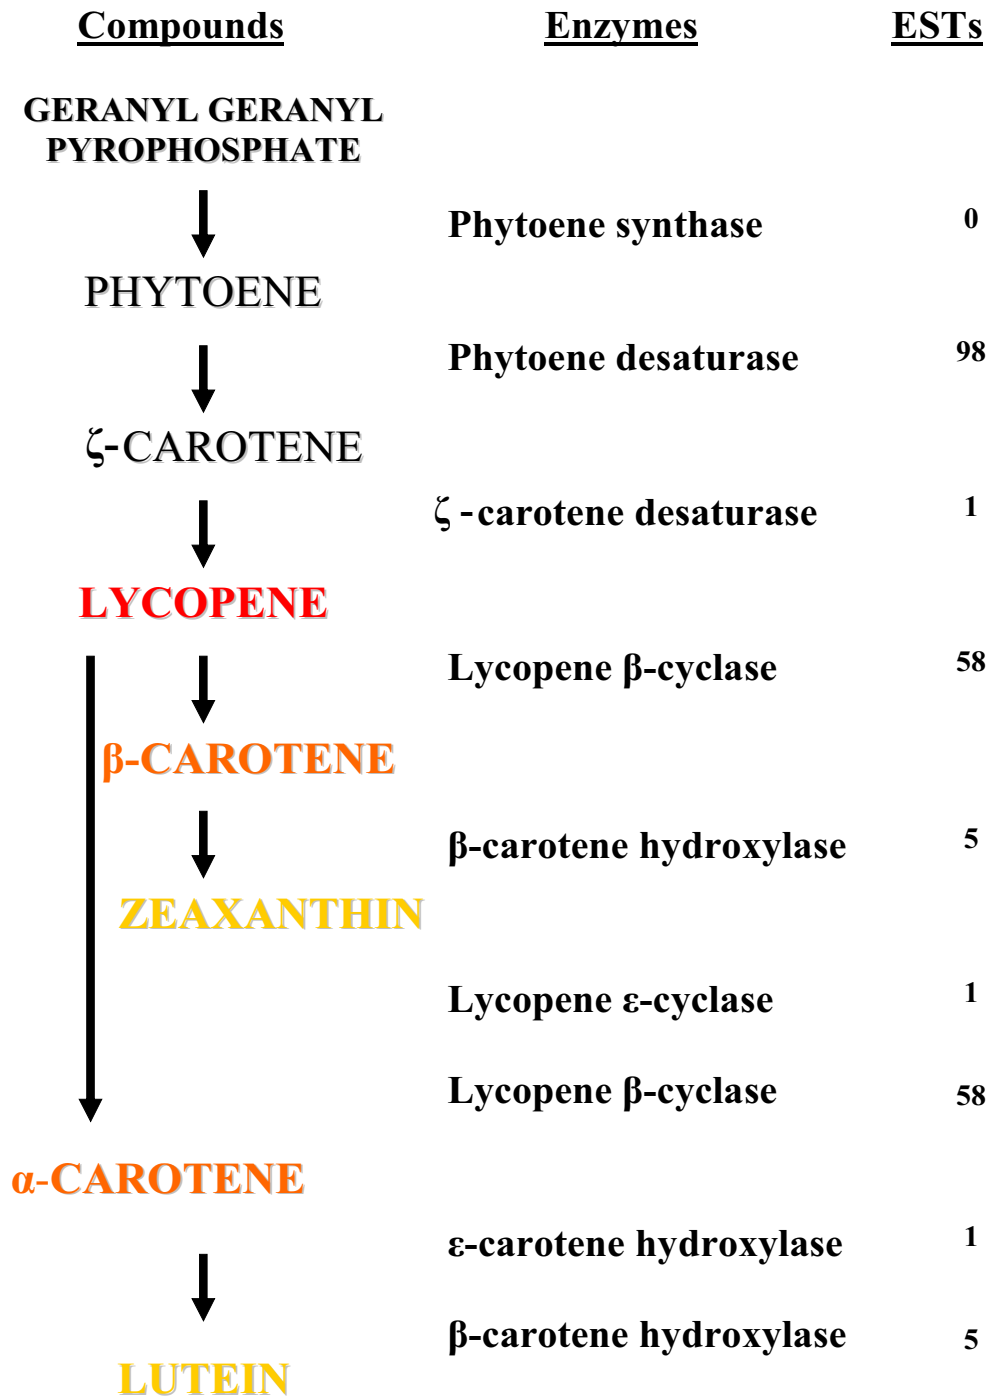 Compounds Enzymes ESTs
GERANYL GERANYL
PYROPHOSPHATE
Phytoene synthase 0
PHYTOENE
Phytoene desaturase 98
ζ-CAROTENE
ζ -carotene desaturase 1
LYCOPENE
Lycopene β-cyclase 58
β-CAROTENE
β-carotene hydroxylase 5
ZEAXANTHIN
Lycopene ε-cyclase 1
Lycopene β-cyclase 58
α-CAROTENE
ε-carotene hydroxylase 1
β-carotene hydroxylase 5
LUTEIN